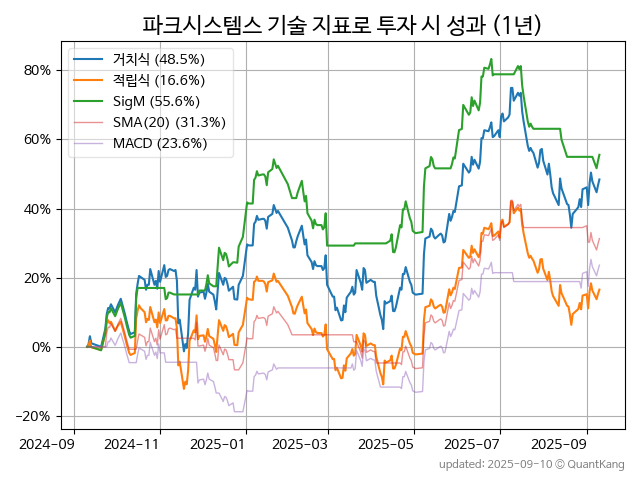 파크시스템스 기술 지표로 투자 시 성과 (1년)
거치식 (48.5%)
적립식 (16.6%)
SigM (55.6%)
SMA(20) (31.3%)
MACD (23.6%)
80%
60%
40%
20%
0%
−20%
2024-09 2024-11 2025-01 2025-03 2025-05 2025-07 2025-09
updated: 2025-09-10 © QuantKang